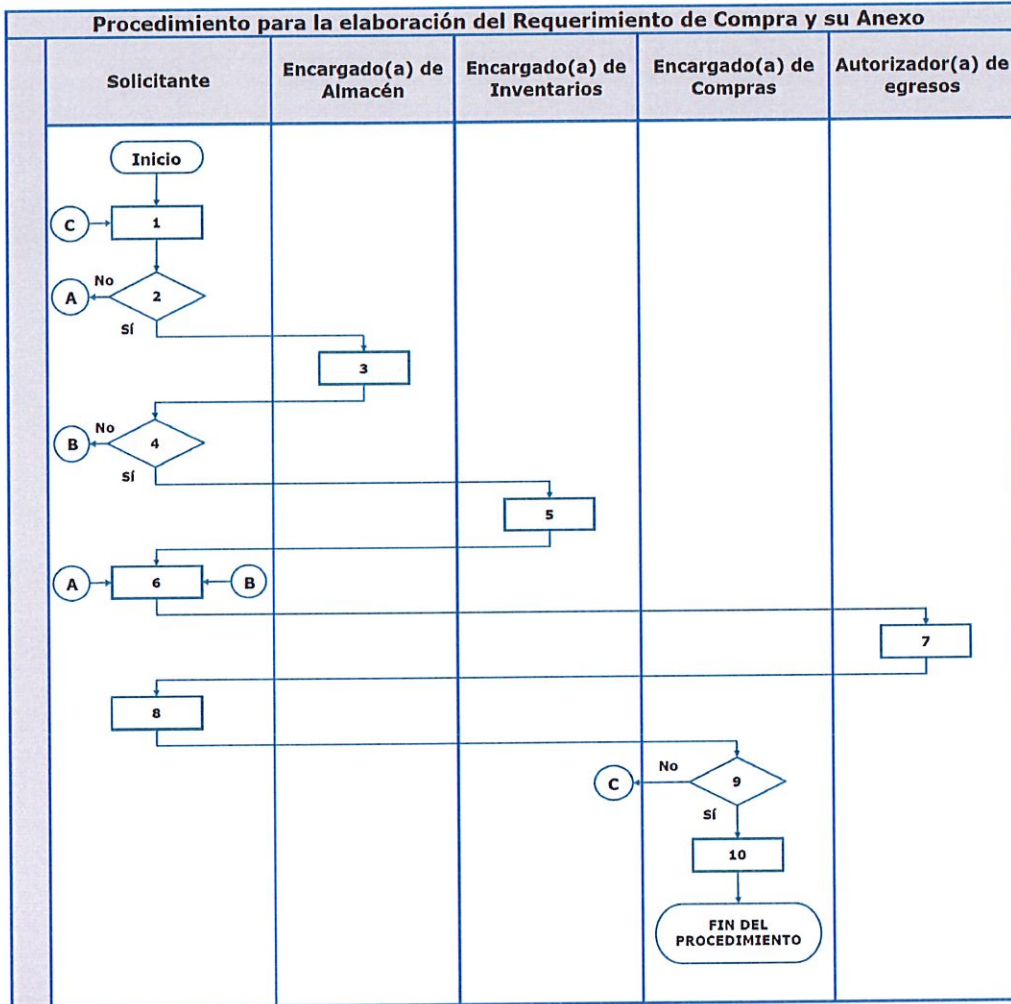 Procedimiento para la elaboración del Requerimiento de Compra y su Anexo
Solicitante
Encargado(a) de
Almacén
Encargado(a) de
Inventarios
Encargado(a) de
Compras
Autorizador(a) de
egresos
Inicio
C
1
A
No
2
Sí
3
B
No
4
Sí
5
A
6
B
7
8
C
No
9
Sí
10
FIN DEL
PROCEDIMIENTO